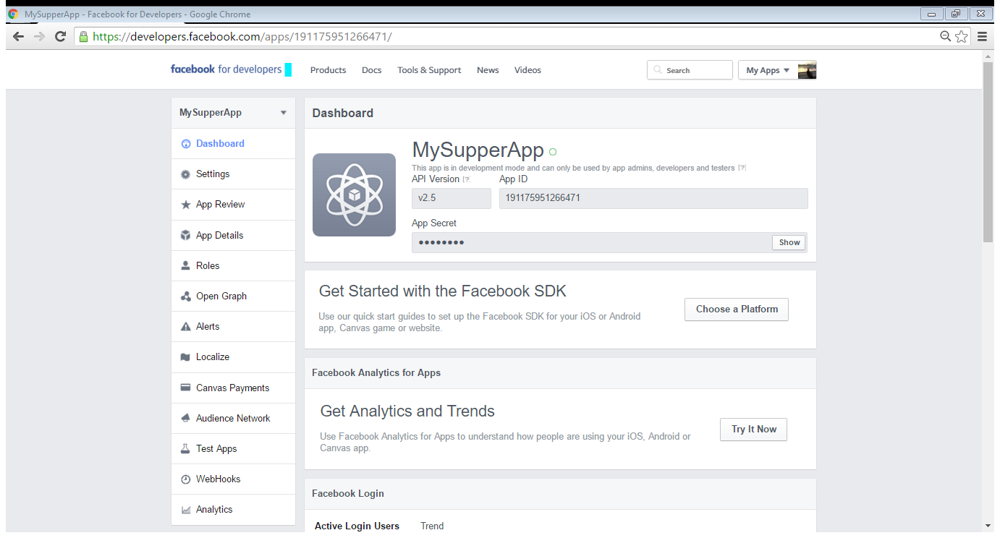 MySupperApp - Facebook for Developers - Google Chrome
https://developers.facebook.com/apps/191175951266471/
facebook for developers Products Docs Tools & Support News Videos Search My Apps
MySupperApp
Dashboard
Settings
App Review
App Details
Roles
Open Graph
Alerts
Localize
Canvas Payments
Audience Network
Test Apps
WebHooks
Analytics
Dashboard
MySupperApp
This app is in development mode and can only be used by app admins, developers and testers [?]
API Version [?] App ID
v2.5 191175951266471
App Secret
●●●●●●●● Show
Get Started with the Facebook SDK
Use our quick start guides to set up the Facebook SDK for your iOS or Android
app, Canvas game or website.
Choose a Platform
Facebook Analytics for Apps
Get Analytics and Trends
Use Facebook Analytics for Apps to understand how people are using your iOS, Android or
Canvas app.
Try It Now
Facebook Login
Active Login Users Trend